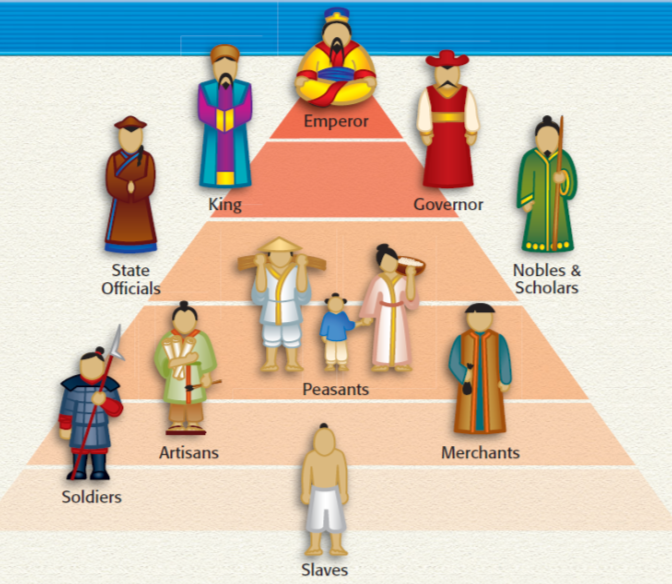 Emperor
King
Governor
State
Officials
Nobles &
Scholars
Peasants
Artisans
Merchants
Soldiers
Slaves